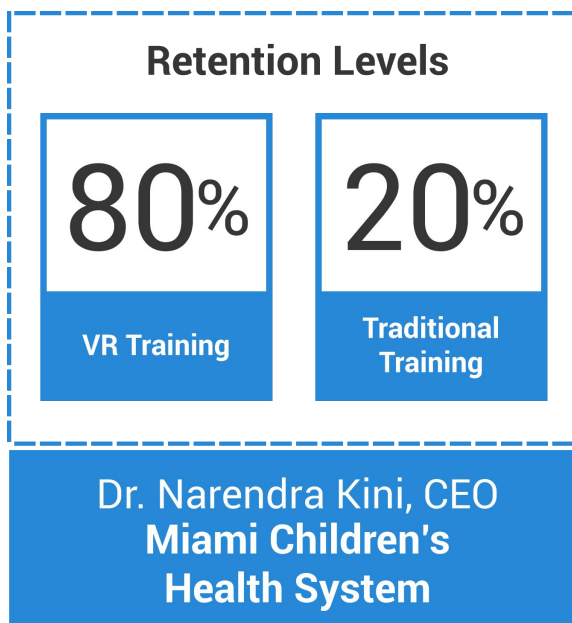 Retention Levels
80%
VR Training
20%
Traditional
Training
Dr. Narendra Kini, CEO
Miami Children's
Health System